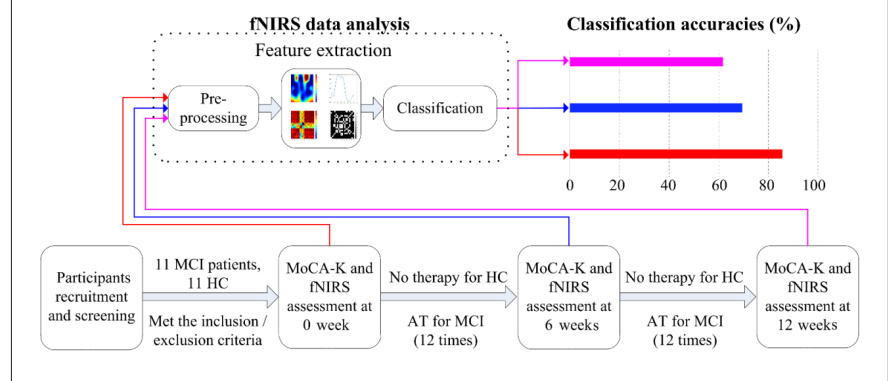 fNIRS data analysis
Classification accuracies (%)
Feature extraction
Pre-
processing
Classification
0 20 40 60 80 100
Participants
recruitment
and screening
11 MCI patients,
11 HC
Met the inclusion /
exclusion criteria
MoCA-K and
fNIRS
assessment at
0 week
No therapy for HC
AT for MCI
(12 times)
MoCA-K and
fNIRS
assessment at
6 weeks
No therapy for HC
AT for MCI
(12 times)
MoCA-K and
fNIRS
assessment at
12 weeks